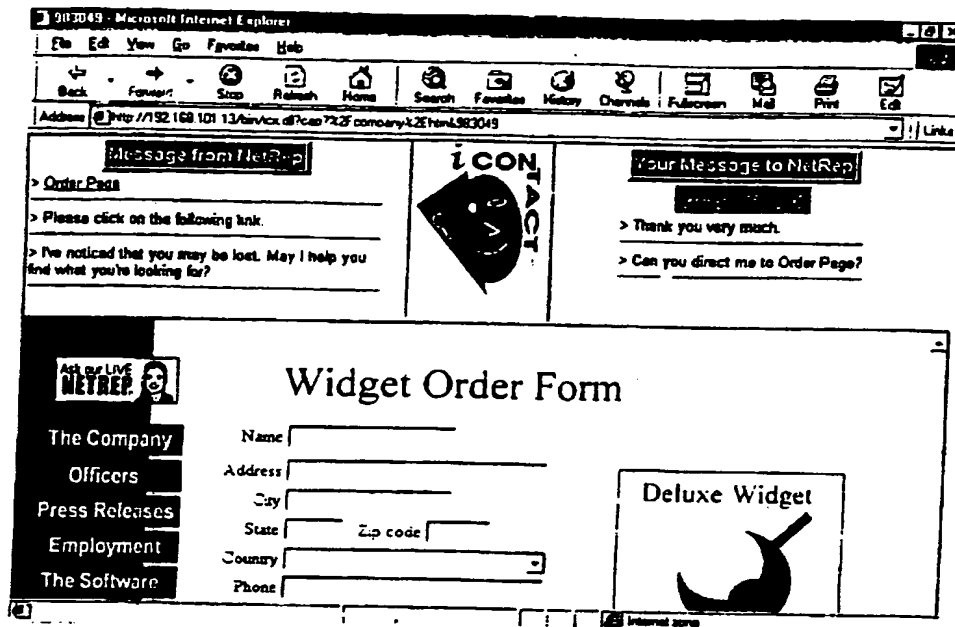 983049 - Microsoft Internet Explorer
File Edit View Go Favorites Help
Back Forward Stop Refresh Home Search Favorites History Channels Fullscreen Mail Print Edit
Address Links
Message from NetRep
> Order Page
> Please click on the following link.
> I've noticed that you may be lost. May I help you
find what you're looking for?
i CONTACT
Your Message to NetRep
> Thank you very much.
> Can you direct me to Order Page?
Ask our LIVE
NETREP.
The Company
Officers
Press Releases
Employment
The Software
Widget Order Form
Name
Address
City
State Zip code
Country
Phone
Deluxe Widget
Internet zone